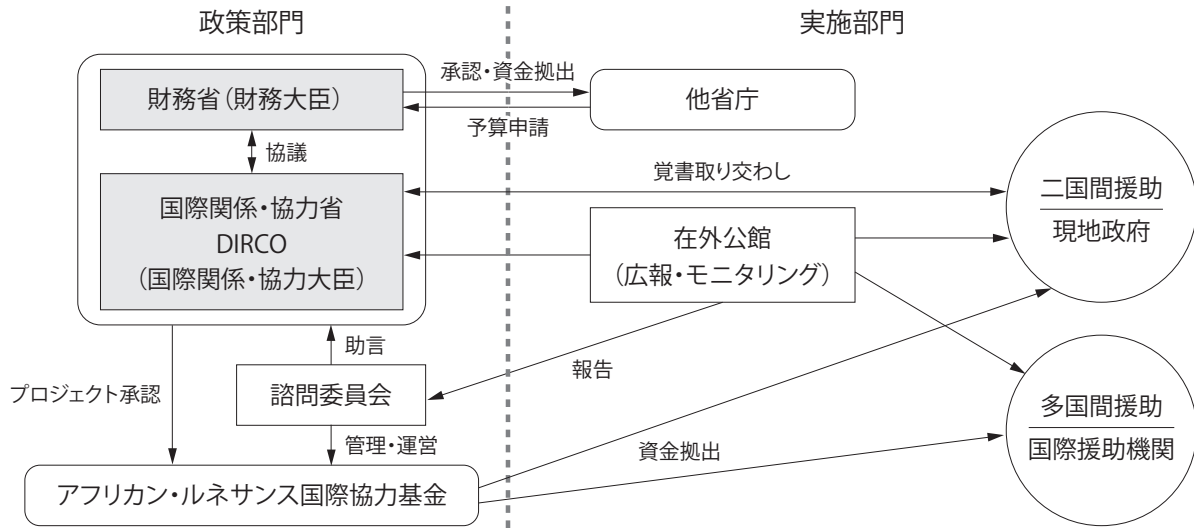 政策部門
実施部門
財務省（財務大臣）
承認・資金拠出
予算申請
他省庁
協議
国際関係・協力省
DIRCO
（国際関係・協力大臣）
覚書取り交わし
在外公館
（広報・モニタリング）
二国間援助
現地政府
助言
諮問委員会
報告
プロジェクト承認
管理・運営
資金拠出
多国間援助
国際援助機関
アフリカン・ルネサンス国際協力基金